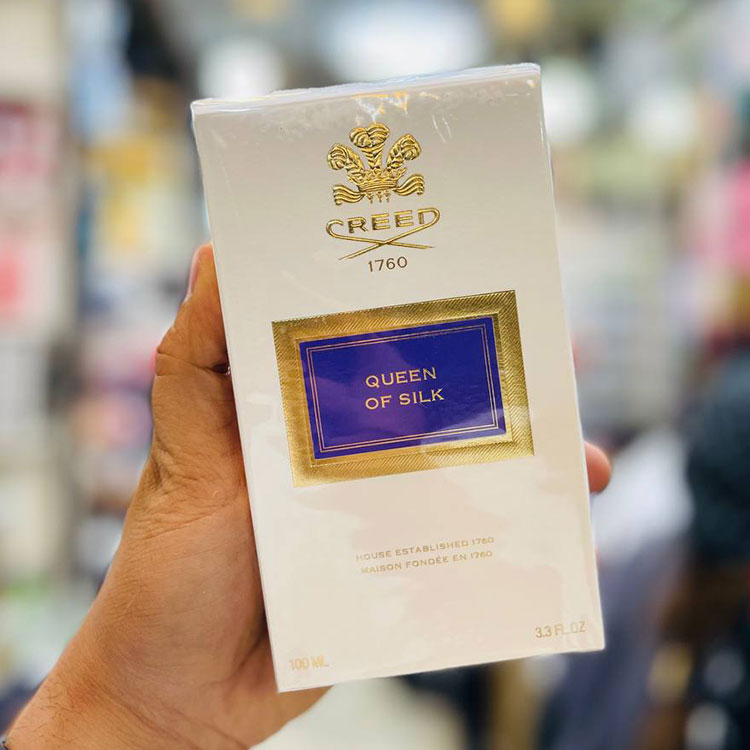 CREED
1760
QUEEN
OF SILK
HOUSE ESTABLISHED 1760
MAISON FONDÉE EN 1760
100 ML
3.3 FL.OZ